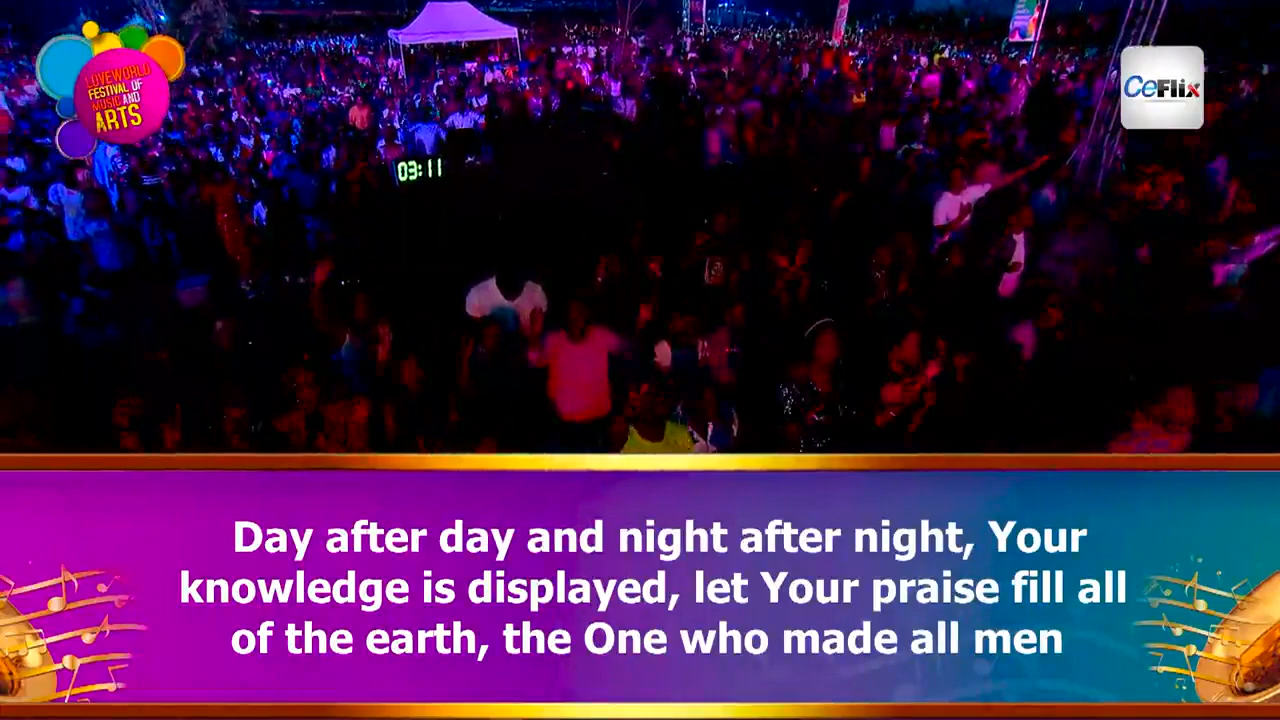 LOVEWORLD
FESTIVAL OF
MUSIC AND
ARTS
CeFlix
03:11
Day after day and night after night, Your
knowledge is displayed, let Your praise fill all
of the earth, the One who made all men